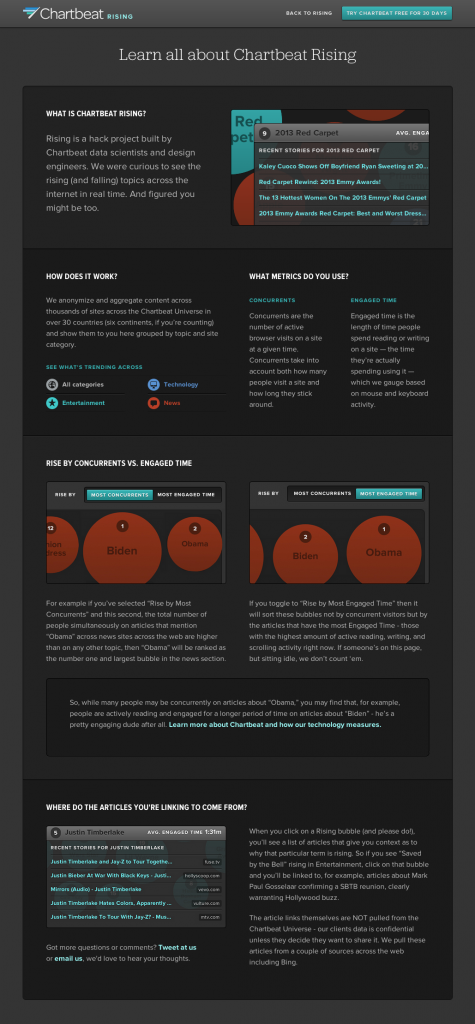 Chartbeat RISING
BACK TO RISING
TRY CHARTBEAT FREE FOR 30 DAYS
Learn all about Chartbeat Rising
WHAT IS CHARTBEAT RISING?
Rising is a hack project built by
Chartbeat data scientists and design
engineers. We were curious to see the
rising (and falling) topics across the
internet in real time. And figured you
might be too.
Red
9 2013 Red Carpet AVG. ENGA
RECENT STORIES FOR 2013 RED CARPET
Kaley Cuoco Shows Off Boyfriend Ryan Sweeting at 20...
Red Carpet Rewind: 2013 Emmy Awards!
The 13 Hottest Women On The 2013 Emmys' Red Carpet
2013 Emmy Awards Red Carpet: Best and Worst Dress...
HOW DOES IT WORK?
We anonymize and aggregate content across
thousands of sites across the Chartbeat Universe in
over 30 countries (six continents, if you're counting)
and show them to you here grouped by topic and site
category.
SEE WHAT'S TRENDING ACROSS
All categories
Technology
Entertainment
News
WHAT METRICS DO YOU USE?
CONCURRENTS
Concurrents are the
number of active
browser visits on a site
at a given time.
Concurrents take into
account both how many
people visit a site and
how long they stick
around.
ENGAGED TIME
Engaged time is the
length of time people
spend reading or writing
on a site — the time
they're actually
spending using it —
which we gauge based
on mouse and keyboard
activity.
RISE BY CONCURRENTS VS. ENGAGED TIME
RISE BY MOST CONCURRENTS MOST ENGAGED TIME
12
1
Biden
2
Obama
RISE BY MOST CONCURRENTS MOST ENGAGED TIME
2
Biden
1
Obama
For example if you've selected "Rise by Most
Concurrents" and this second, the total number of
people simultaneously on articles that mention
"Obama" across news sites across the web are higher
than on any other topic, then "Obama" will be ranked as
the number one and largest bubble in the news section.
If you toggle to "Rise by Most Engaged Time" then it
will sort these bubbles not by concurrent visitors but by
the articles that have the most Engaged Time - those
with the highest amount of active reading, writing, and
scrolling activity right now. If someone's on this page,
but sitting idle, we don't count 'em.
So, while many people may be concurrently on articles about "Obama," you may find that, for example,
people are actively reading and engaged for a longer period of time on articles about "Biden" - he's a
pretty engaging dude after all. Learn more about Chartbeat and how our technology measures.
WHERE DO THE ARTICLES YOU'RE LINKING TO COME FROM?
5 Justin Timberlake AVG. ENGAGED TIME 1:31m
RECENT STORIES FOR JUSTIN TIMBERLAKE
Justin Timberlake and Jay-Z to Tour Togethe... fuse.tv
Justin Bieber At War With Black Keys - Justi... hollyscoop.com
Mirrors (Audio) - Justin Timberlake vevo.com
Justin Timberlake Hates Colors, Apparently ... vulture.com
Justin Timberlake To Tour With Jay-Z? - Mus... mtv.com
Got more questions or comments? Tweet at us
or email us, we'd love to hear your thoughts.
When you click on a Rising bubble (and please do!),
you'll see a list of articles that give you context as to
why that particular term is rising. So if you see "Saved
by the Bell" rising in Entertainment, click on that bubble
and you'll be linked to, for example, articles about Mark
Paul Gosselaar confirming a SBTB reunion, clearly
warranting Hollywood buzz.
The article links themselves are NOT pulled from the
Chartbeat Universe - our clients data is confidential
unless they decide they want to share it. We pull these
articles from a couple of sources across the web
including Bing.